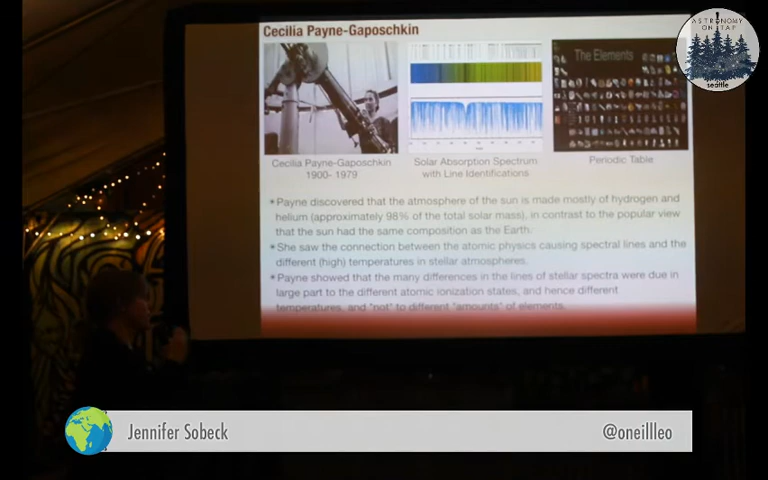 Cecilia Payne-Gaposchkin
ASTRONOMY
ON TAP
seattle
The Elements
Cecilia Payne-Gaposchkin
1900- 1979
Solar Absorption Spectrum
with Line Identifications
Periodic Table
*Payne discovered that the atmosphere of the sun is made mostly of hydrogen and
helium (approximately 98% of the total solar mass), in contrast to the popular view
that the sun had the same composition as the Earth.
*She saw the connection between the atomic physics causing spectral lines and the
different (high) temperatures in stellar atmospheres.
*Payne showed that the many differences in the lines of stellar spectra were due in
large part to the different atomic ionization states, and hence different
temperatures, and "not" to different "amounts" of elements.
Jennifer Sobeck
@oneillleo